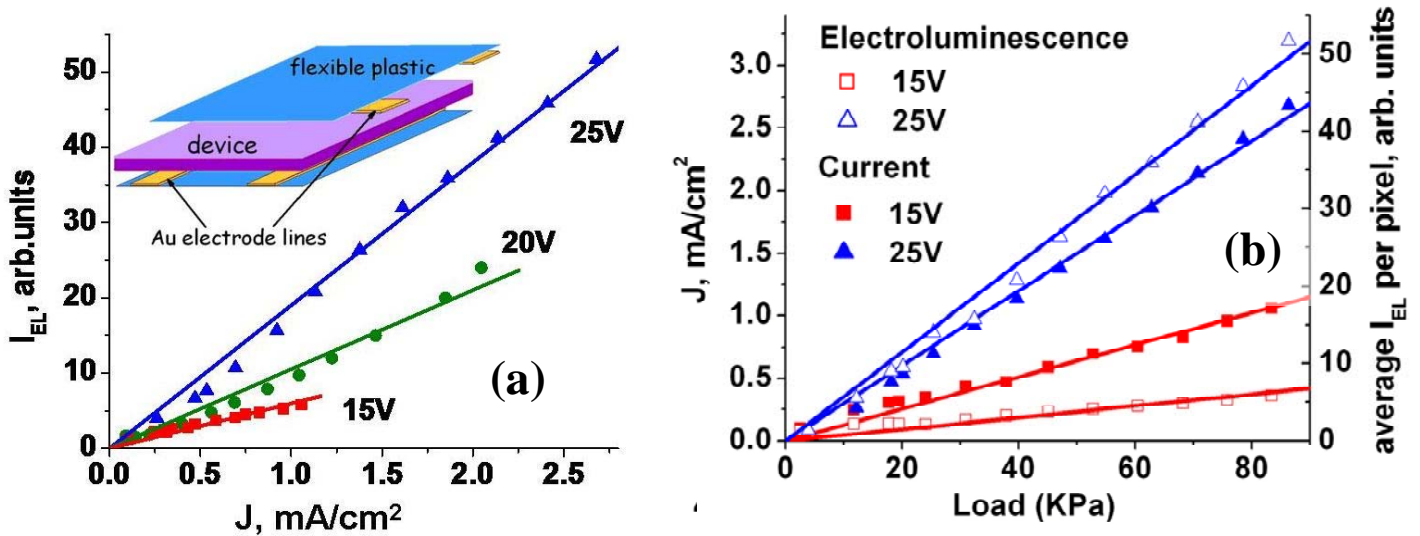 50
40
30
20
10
0
I_EL, arb.units
0.0 0.5 1.0 1.5 2.0 2.5
J, mA/cm²
flexible plastic
device
Au electrode lines
25V
20V
15V
(a)
3.0
2.5
2.0
1.5
1.0
0.5
0.0
J, mA/cm²
Electroluminescence
15V
25V
Current
15V
25V
(b)
50
40
30
20
10
0
average I_EL per pixel, arb. units
0 20 40 60 80
Load (KPa)